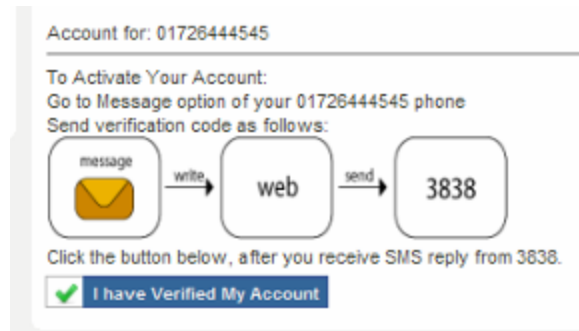 Account for: 01726444545
To Activate Your Account:
Go to Message option of your 01726444545 phone
Send verification code as follows:
message
write
web
send
3838
Click the button below, after you receive SMS reply from 3838.
I have Verified My Account